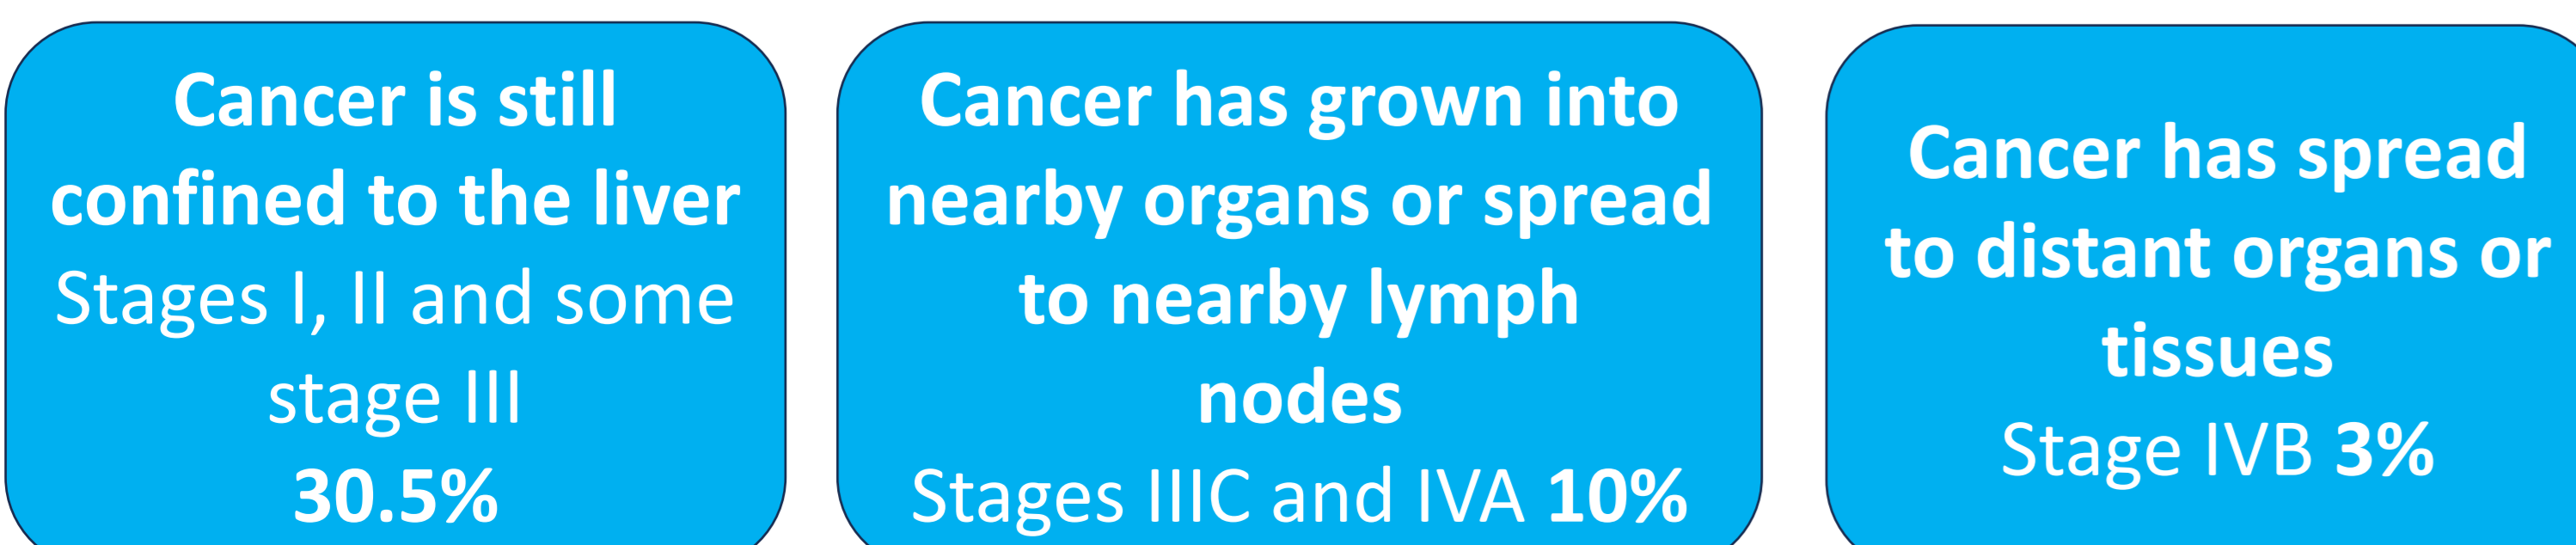 Cancer is still
confined to the liver
Stages I, II and some
stage III
30.5%
Cancer has grown into
nearby organs or spread
to nearby lymph
nodes
Stages IIIC and IVA 10%
Cancer has spread
to distant organs or
tissues
Stage IVB 3%